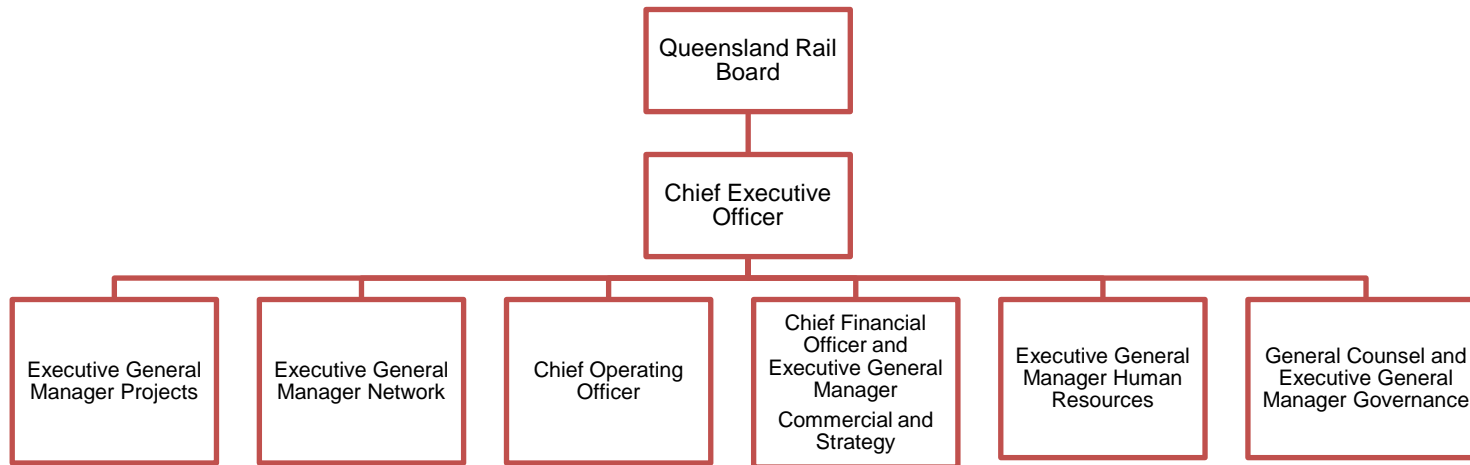 Queensland Rail
Board
Chief Executive
Officer
Executive General
Manager Projects
Executive General
Manager Network
Chief Operating
Officer
Chief Financial
Officer and
Executive General
Manager
Commercial and
Strategy
Executive General
Manager Human
Resources
General Counsel and
Executive General
Manager Governance